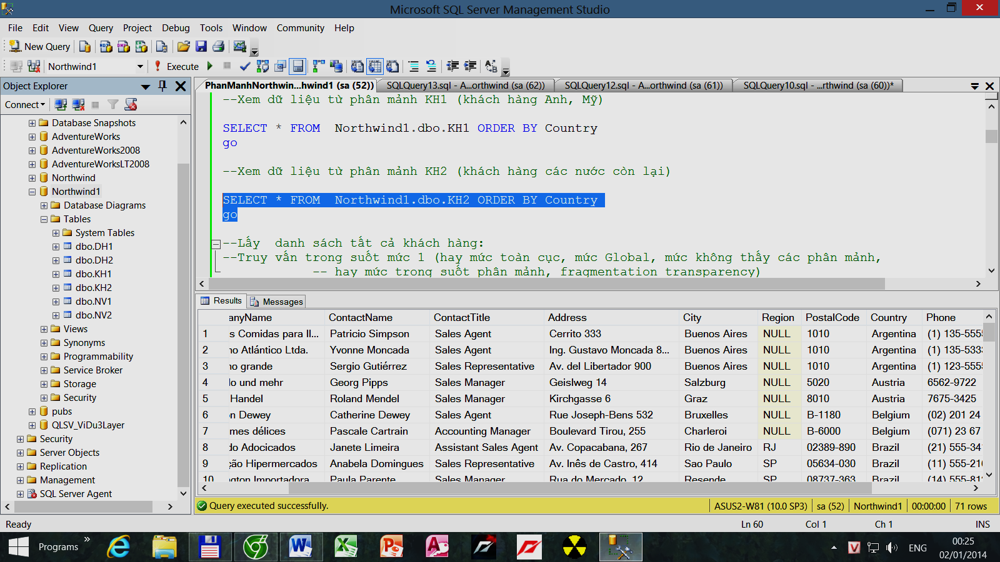 Microsoft SQL Server Management Studio
File Edit View Query Project Debug Tools Window Community Help
New Query
Northwind1 Execute
Object Explorer
Connect
Database Snapshots
AdventureWorks
AdventureWorks2008
AdventureWorksLT2008
Northwind
Northwind1
Database Diagrams
Tables
System Tables
dbo.DH1
dbo.DH2
dbo.KH1
dbo.KH2
dbo.NV1
dbo.NV2
Views
Synonyms
Programmability
Service Broker
Storage
Security
pubs
QLSV_ViDu3Layer
Security
Server Objects
Replication
Management
SQL Server Agent
PhanManhNorthwin...hwind1 (sa (52)) SQLQuery13.sql - A...orthwind (sa (62)) SQLQuery12.sql - A...orthwind (sa (61)) SQLQuery10.sql - ...rthwind (sa (60))*
--Xem dữ liệu từ phân mảnh KH1 (khách hàng Anh, Mỹ)
SELECT * FROM Northwind1.dbo.KH1 ORDER BY Country
go
--Xem dữ liệu từ phân mảnh KH2 (khách hàng các nước còn lại)
SELECT * FROM Northwind1.dbo.KH2 ORDER BY Country
go
--Lấy danh sách tất cả khách hàng:
--Truy vấn trong suốt mức 1 (hay mức toàn cục, mức Global, mức không thấy các phân mảnh,
-- hay mức trong suốt phân mảnh, fragmentation transparency)
Results Messages
anyName ContactName ContactTitle Address City Region PostalCode Country Phone
1 s Comidas para ll... Patricio Simpson Sales Agent Cerrito 333 Buenos Aires NULL 1010 Argentina (1) 135-5555
2 no Atlántico Ltda. Yvonne Moncada Sales Agent Ing. Gustavo Moncada 8... Buenos Aires NULL 1010 Argentina (1) 135-5333
3 no grande Sergio Gutiérrez Sales Representative Av. del Libertador 900 Buenos Aires NULL 1010 Argentina (1) 123-5555
4 do und mehr Georg Pipps Sales Manager Geislweg 14 Salzburg NULL 5020 Austria 6562-9722
5 Handel Roland Mendel Sales Manager Kirchgasse 6 Graz NULL 8010 Austria 7675-3425
6 on Dewey Catherine Dewey Sales Agent Rue Joseph-Bens 532 Bruxelles NULL B-1180 Belgium (02) 201 24
7 mes délices Pascale Cartrain Accounting Manager Boulevard Tirou, 255 Charleroi NULL B-6000 Belgium (071) 23 67
8 do Adocicados Janete Limeira Assistant Sales Agent Av. Copacabana, 267 Rio de Janeiro RJ 02389-890 Brazil (21) 555-34
9 ção Hipermercados Anabela Domingues Sales Representative Av. Inês de Castro, 414 Sao Paulo SP 05634-030 Brazil (11) 555-21
10 gton Importadora Paula Parente Sales Manager Rua do Mercado, 12 Resende SP 08737-363 Brazil (14) 555-81
Query executed successfully. ASUS2-W81 (10.0 SP3) sa (52) Northwind1 00:00:00 71 rows
Ready Ln 60 Col 1 Ch 1 INS
Programs ENG 00:25
02/01/2014